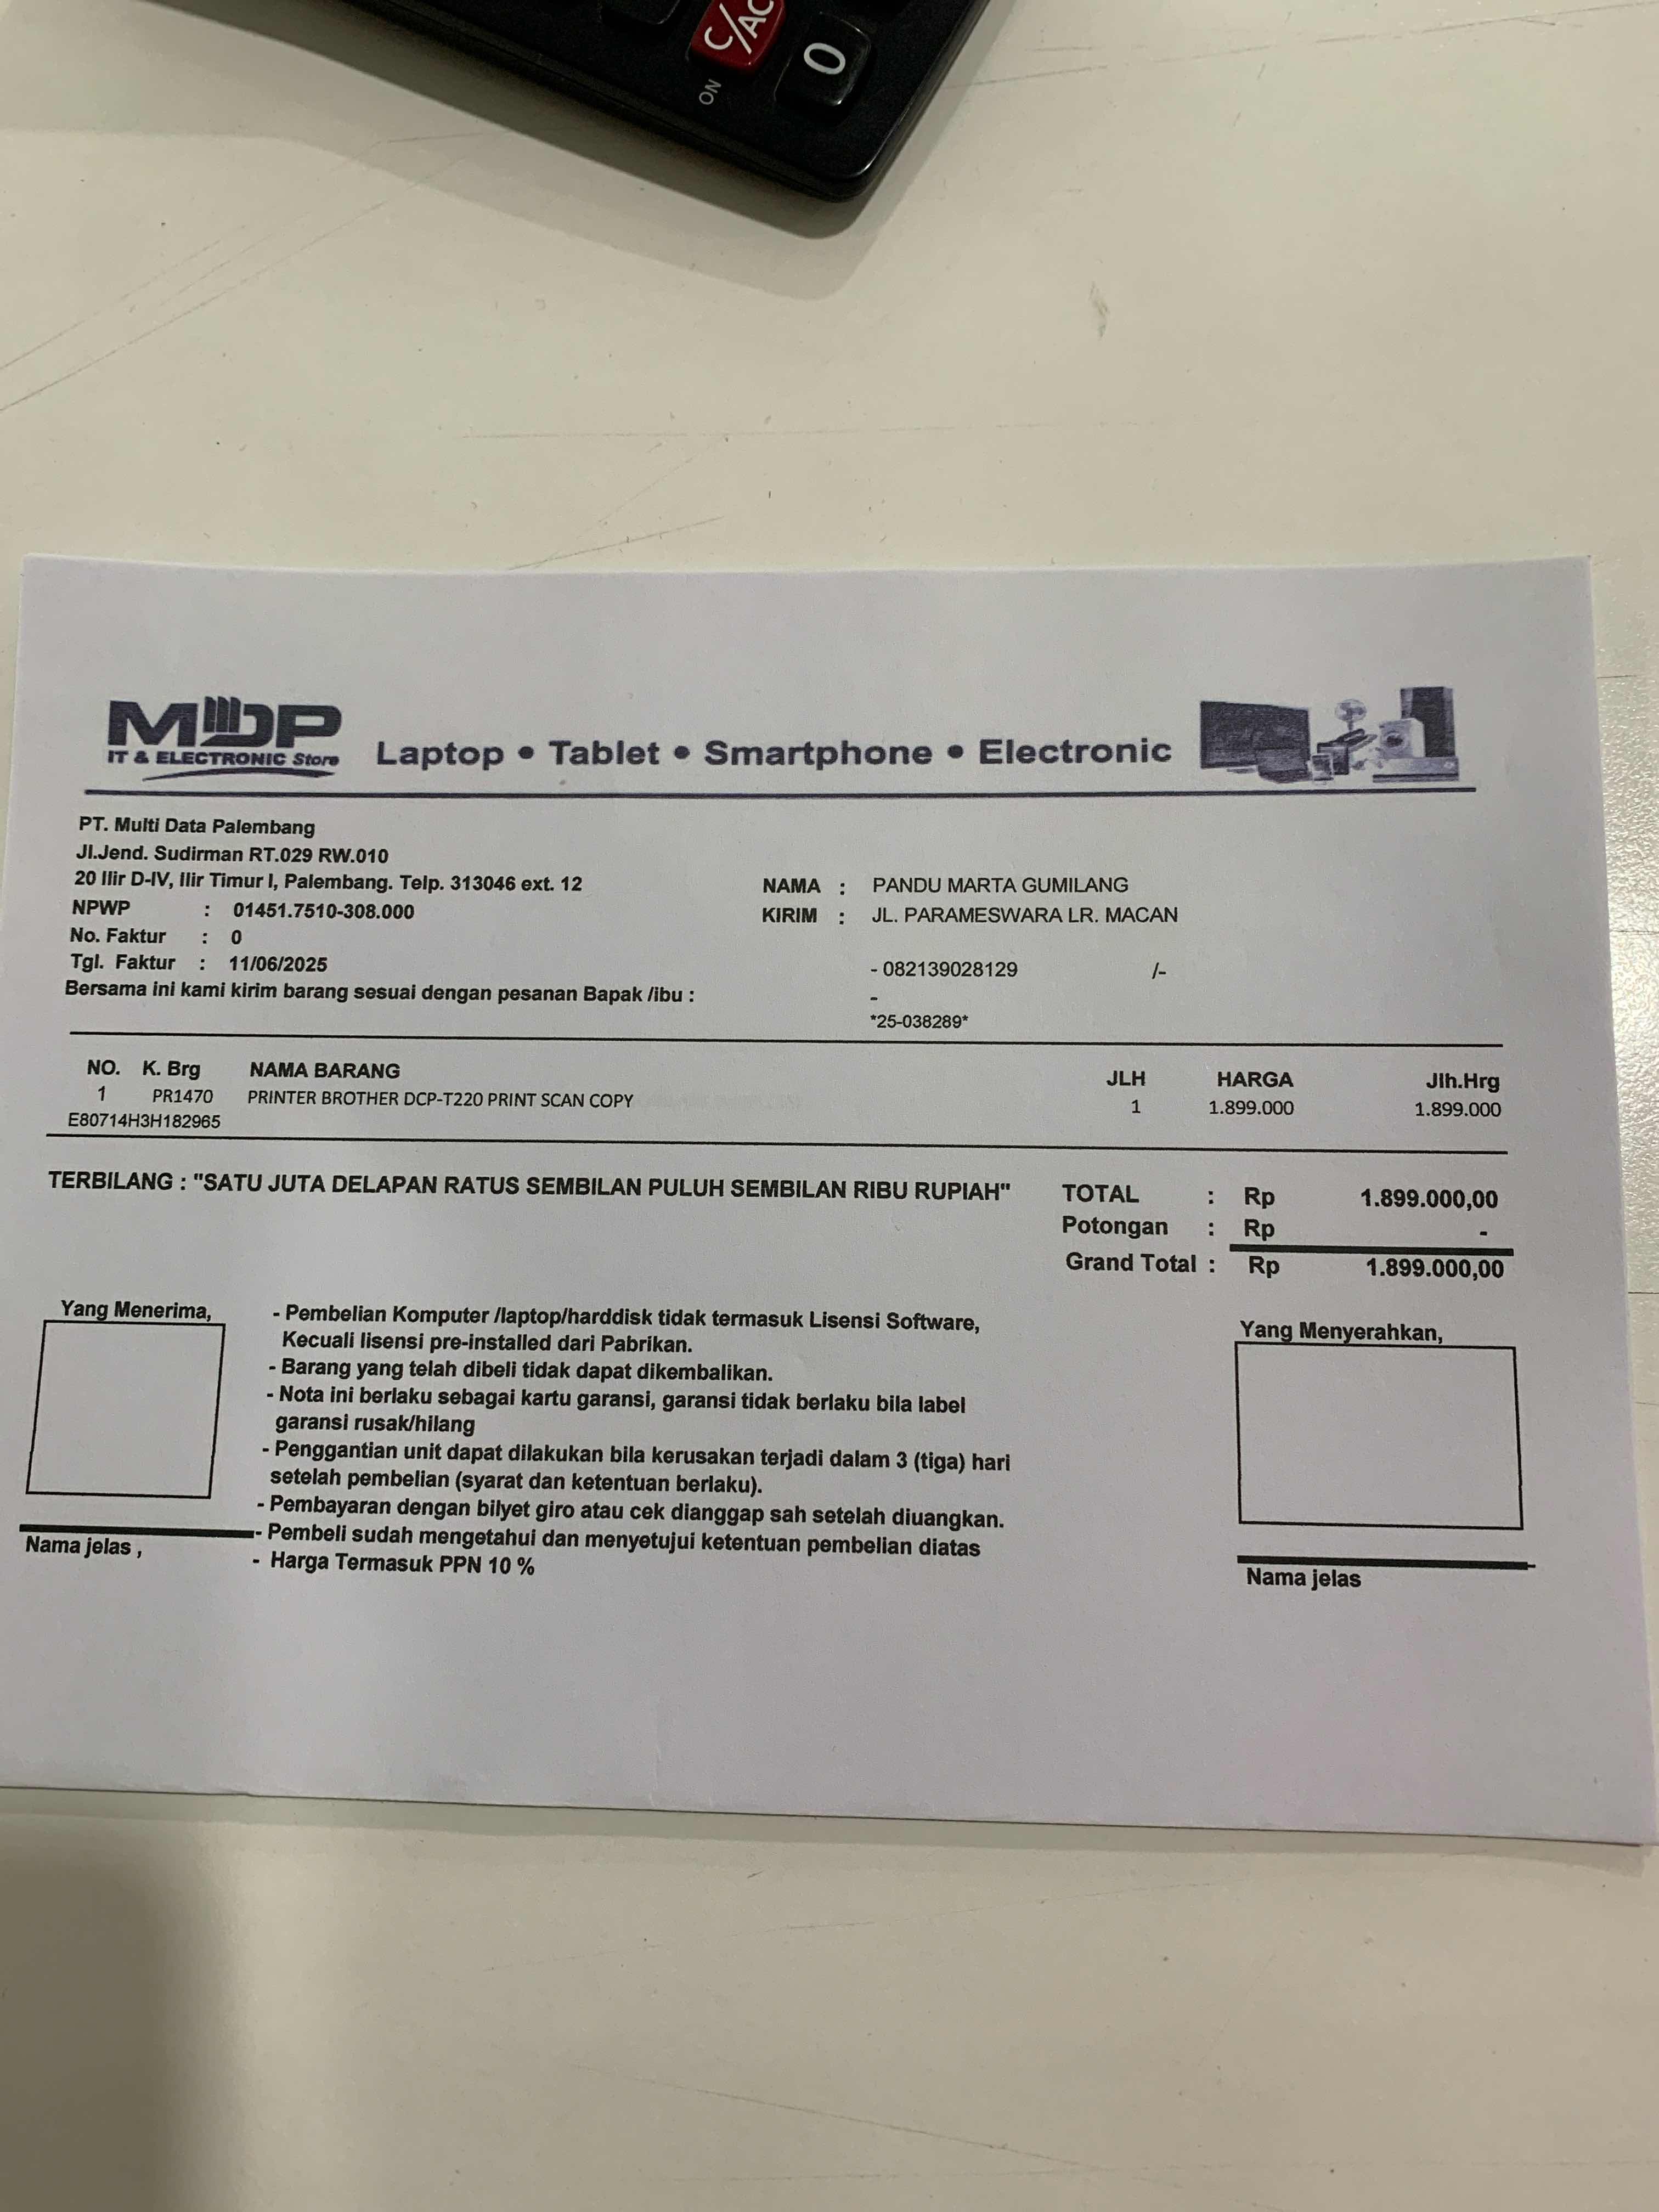 C/AC
0
ON
MDP
IT & ELECTRONIC Store
Laptop • Tablet • Smartphone • Electronic
PT. Multi Data Palembang
Jl.Jend. Sudirman RT.029 RW.010
20 Ilir D-IV, Ilir Timur I, Palembang. Telp. 313046 ext. 12
NPWP : 01451.7510-308.000
No. Faktur : 0
Tgl. Faktur : 11/06/2025
Bersama ini kami kirim barang sesuai dengan pesanan Bapak /ibu :
NAMA : PANDU MARTA GUMILANG
KIRIM : JL. PARAMESWARA LR. MACAN
- 082139028129 /-
-
*25-038289*
NO. K. Brg NAMA BARANG JLH HARGA Jlh.Hrg
1 PR1470 PRINTER BROTHER DCP-T220 PRINT SCAN COPY 1 1.899.000 1.899.000
E80714H3H182965
TERBILANG : "SATU JUTA DELAPAN RATUS SEMBILAN PULUH SEMBILAN RIBU RUPIAH"
TOTAL : Rp 1.899.000,00
Potongan : Rp -
Grand Total : Rp 1.899.000,00
Yang Menerima,
Nama jelas ,
- Pembelian Komputer /laptop/harddisk tidak termasuk Lisensi Software,
Kecuali lisensi pre-installed dari Pabrikan.
- Barang yang telah dibeli tidak dapat dikembalikan.
- Nota ini berlaku sebagai kartu garansi, garansi tidak berlaku bila label
garansi rusak/hilang
- Penggantian unit dapat dilakukan bila kerusakan terjadi dalam 3 (tiga) hari
setelah pembelian (syarat dan ketentuan berlaku).
- Pembayaran dengan bilyet giro atau cek dianggap sah setelah diuangkan.
- Pembeli sudah mengetahui dan menyetujui ketentuan pembelian diatas
- Harga Termasuk PPN 10 %
Yang Menyerahkan,
Nama jelas